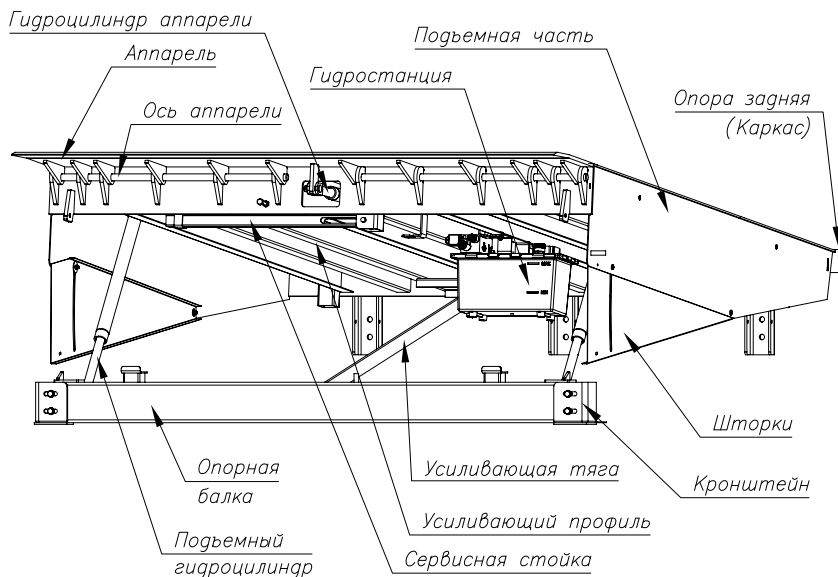 Гидроцилиндр аппарели
Аппарель
Ось аппарели
Гидростанция
Подъемная часть
Опора задняя
(Каркас)
Шторки
Кронштейн
Усиливающая тяга
Усиливающий профиль
Сервисная стойка
Опорная
балка
Подъемный
гидроцилиндр